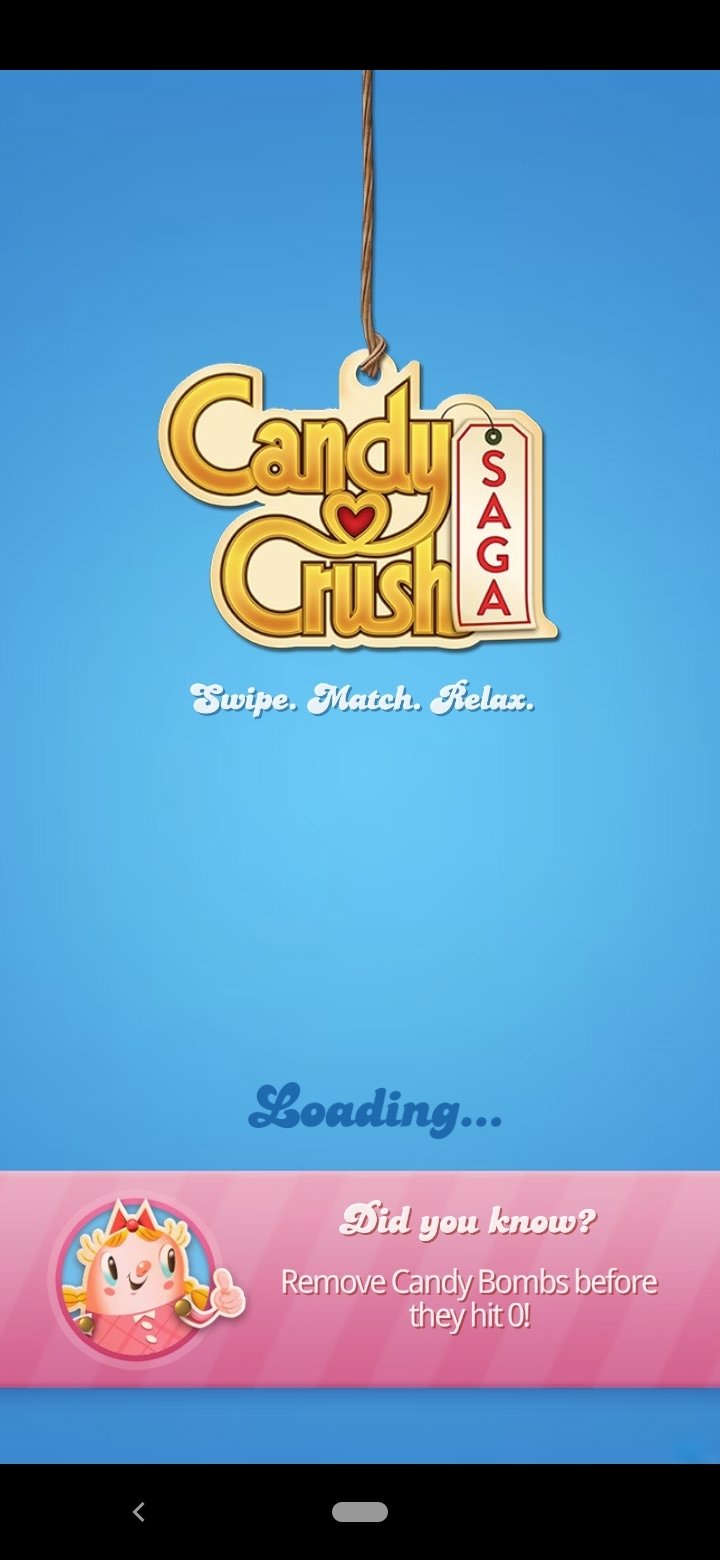 Candy
Crush
SAGA
Swipe. Match. Relax.
Loading...
Did you know?
Remove Candy Bombs before
they hit 0!